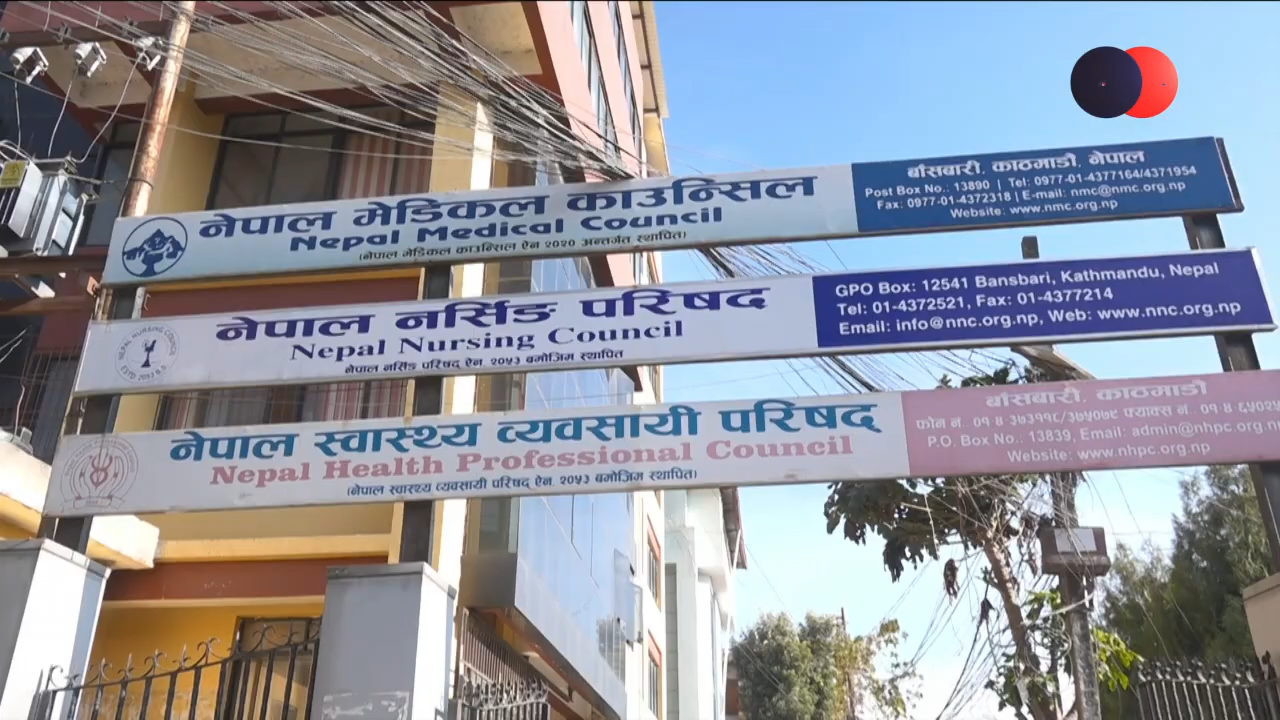 नेपाल मेडिकल काउन्सिल
Nepal Medical Council
(नेपाल मेडिकल काउन्सिल ऐन २०२० अन्तर्गत स्थापित)
बाँसबारी, काठमाडौं, नेपाल
Post Box No.: 13890 | Tel: 0977-01-4377164/4371954
Fax: 0977-01-4372318 | E-mail: nmc@nmc.org.np
Website: www.nmc.org.np
NEPAL NURSING COUNCIL
ESTD 2053 B.S
नेपाल नर्सिङ परिषद
Nepal Nursing Council
नेपाल नर्सिङ परिषद् ऐन २०५३ बमोजिम स्थापित
GPO Box: 12541 Bansbari, Kathmandu, Nepal
Tel: 01-4372521, Fax: 01-4377214
Email: info@nnc.org.np, Web: www.nnc.org.np
नेपाल स्वास्थ्य व्यवसायी परिषद्
Nepal Health Professional Council
(नेपाल स्वास्थ्य व्यवसायी परिषद् ऐन, २०५३ बमोजिम स्थापित)
बाँसबारी, काठमाडौं
फोन नं.
P.O. Box No.. 13839, Email: admin@nhpc.org.np
Website: www.nhpc.org.np